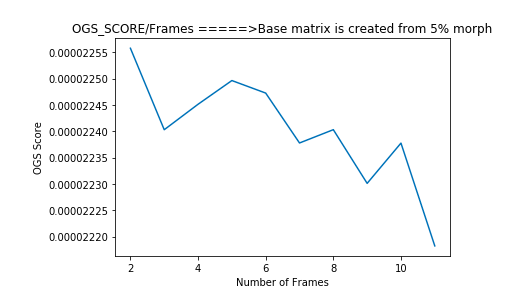 OGS_SCORE/Frames =====>Base matrix is created from 5% morph
0.00002255
0.00002250
0.00002245
0.00002240
0.00002235
0.00002230
0.00002225
0.00002220
OGS Score
2 4 6 8 10
Number of Frames